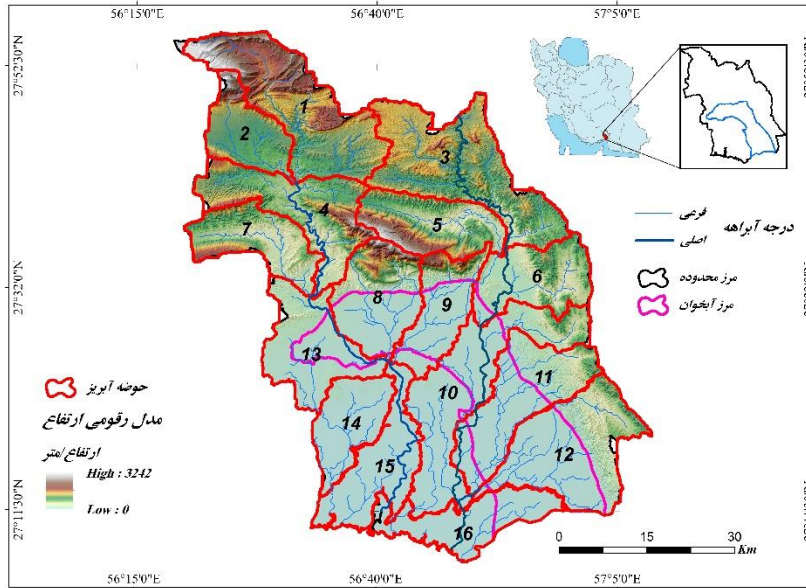 56°15'0"E
56°40'0"E
57°5'0"E
27°52'30"N
27°32'0"N
27°11'30"N
1
2
3
4
5
6
7
8
9
10
11
12
13
14
15
16
درجه آبراهه
فرعی
اصلی
مرز محدوده
مرز آبخوان
حوضه آبریز
مدل رقومی ارتفاع
ارتفاع/متر
High : 3242
Low : 0
0 15 30
Km
56°15'0"E
56°40'0"E
57°5'0"E